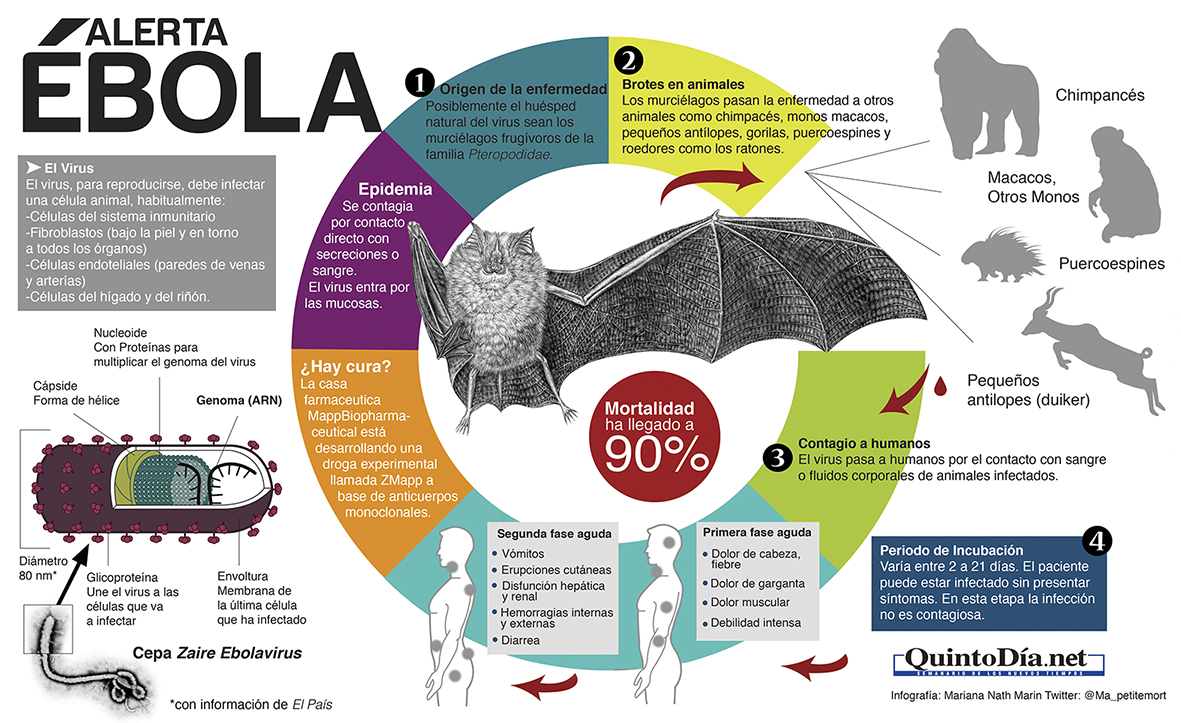 ALERTA
ÉBOLA
➤ El Virus
El virus, para reproducirse, debe infectar
una célula animal, habitualmente:
-Células del sistema inmunitario
-Fibroblastos (bajo la piel y en torno
a todos los órganos)
-Células endoteliales (paredes de venas
y arterías)
-Células del hígado y del riñón.
1 Origen de la enfermedad
Posiblemente el huésped
natural del virus sean los
murciélagos frugívoros de la
familia Pteropodidae.
2
Brotes en animales
Los murciélagos pasan la enfermedad a otros
animales como chimpacés, monos macacos,
pequeños antílopes, gorilas, puercoespines y
roedores como los ratones.
Chimpancés
Macacos,
Otros Monos
Puercoespines
Pequeños
antilopes (duiker)
Epidemia
Se contagia
por contacto
directo con
secreciones o
sangre.
El virus entra por
las mucosas.
¿Hay cura?
La casa
farmaceutica
MappBiopharma-
ceutical está
desarrollando una
droga experimental
llamada ZMapp a
base de anticuerpos
monoclonales.
Mortalidad
ha llegado a
90%
3
Contagio a humanos
El virus pasa a humanos por el contacto con sangre
o fluidos corporales de animales infectados.
4
Periodo de Incubación
Varía entre 2 a 21 días. El paciente
puede estar infectado sin presentar
síntomas. En esta etapa la infección
no es contagiosa.
Primera fase aguda
• Dolor de cabeza,
fiebre
• Dolor de garganta
• Dolor muscular
• Debilidad intensa
Segunda fase aguda
• Vómitos
• Erupciones cutáneas
• Disfunción hepática
y renal
• Hemorragias internas
y externas
• Diarrea
Nucleoide
Con Proteínas para
multiplicar el genoma del virus
Cápside
Forma de hélice
Genoma (ARN)
Diámetro
80 nm*
Glicoproteína
Une el virus a las
células que va
a infectar
Envoltura
Membrana de
la última célula
que ha infectado
Cepa Zaire Ebolavirus
*con información de El País
QuintoDía.net
SEMANARIO DE LOS NUEVOS TIEMPOS
Infografía: Mariana Nath Marin Twitter: @Ma_petitemort